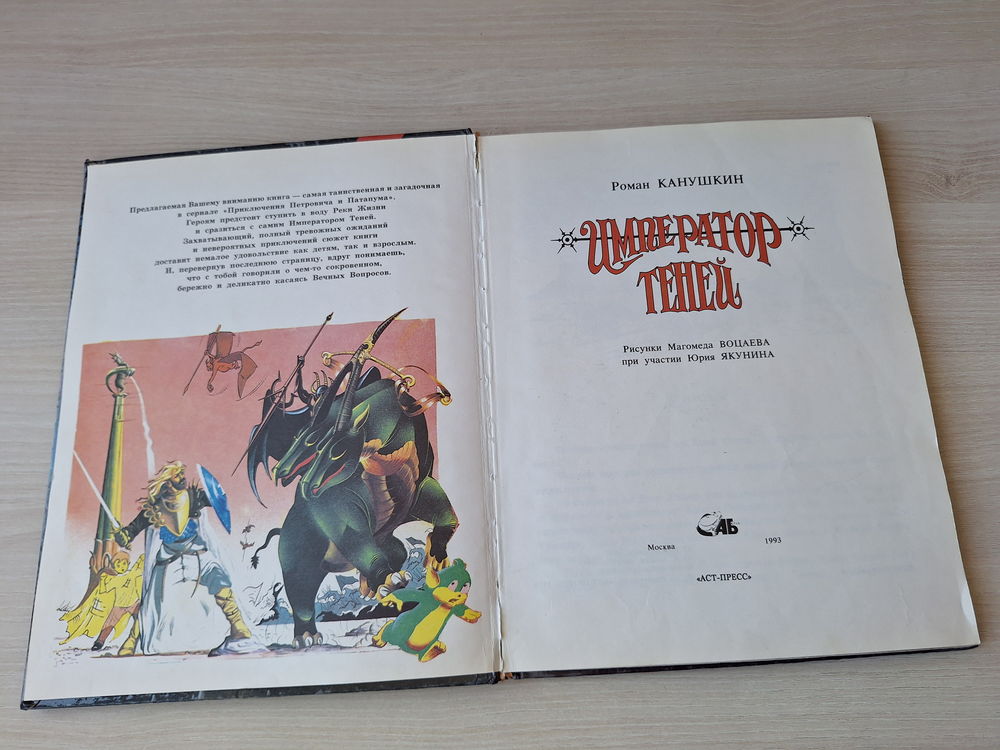 Предлагаемая Вашему вниманию книга — самая таинственная и загадочная
в сериале «Приключения Петровича и Патапума».
Героям предстоит ступить в воду Реки Жизни
и сразиться с самим Императором Теней.
Захватывающий, полный тревожных ожиданий
и невероятных приключений сюжет книги
доставит немалое удовольствие как детям, так и взрослым.
И, перевернув последнюю страницу, вдруг понимаешь,
что с тобой говорили о чем-то сокровенном,
бережно и деликатно касаясь Вечных Вопросов.
Роман КАНУШКИН
ИМПЕРАТОР
ТЕНЕЙ
Рисунки Магомеда ВОЦАЕВА
при участии Юрия ЯКУНИНА
АБ
Москва 1993
«АСТ-ПРЕСС»